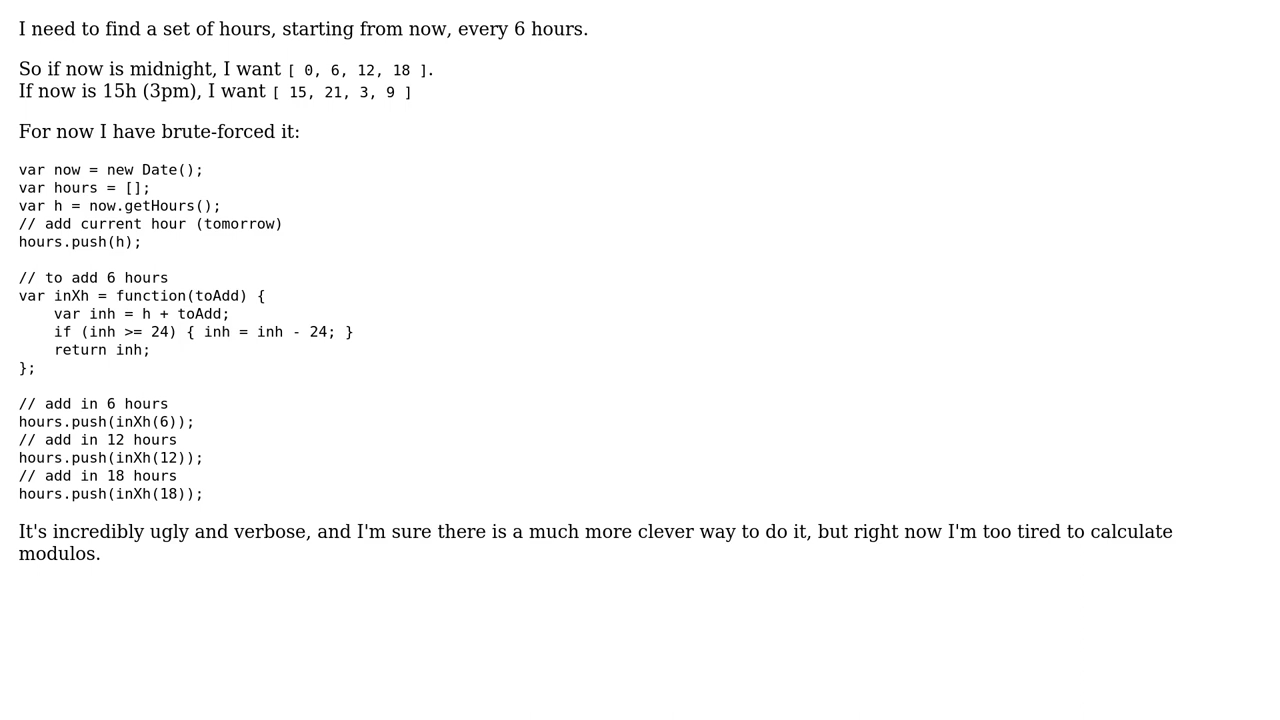 I need to find a set of hours, starting from now, every 6 hours.
So if now is midnight, I want [ 0, 6, 12, 18 ].
If now is 15h (3pm), I want [ 15, 21, 3, 9 ]
For now I have brute-forced it:
var now = new Date();
var hours = [];
var h = now.getHours();
// add current hour (tomorrow)
hours.push(h);
// to add 6 hours
var inXh = function(toAdd) {
    var inh = h + toAdd;
    if (inh >= 24) { inh = inh - 24; }
    return inh;
};
// add in 6 hours
hours.push(inXh(6));
// add in 12 hours
hours.push(inXh(12));
// add in 18 hours
hours.push(inXh(18));
It's incredibly ugly and verbose, and I'm sure there is a much more clever way to do it, but right now I'm too tired to calculate
modulos.